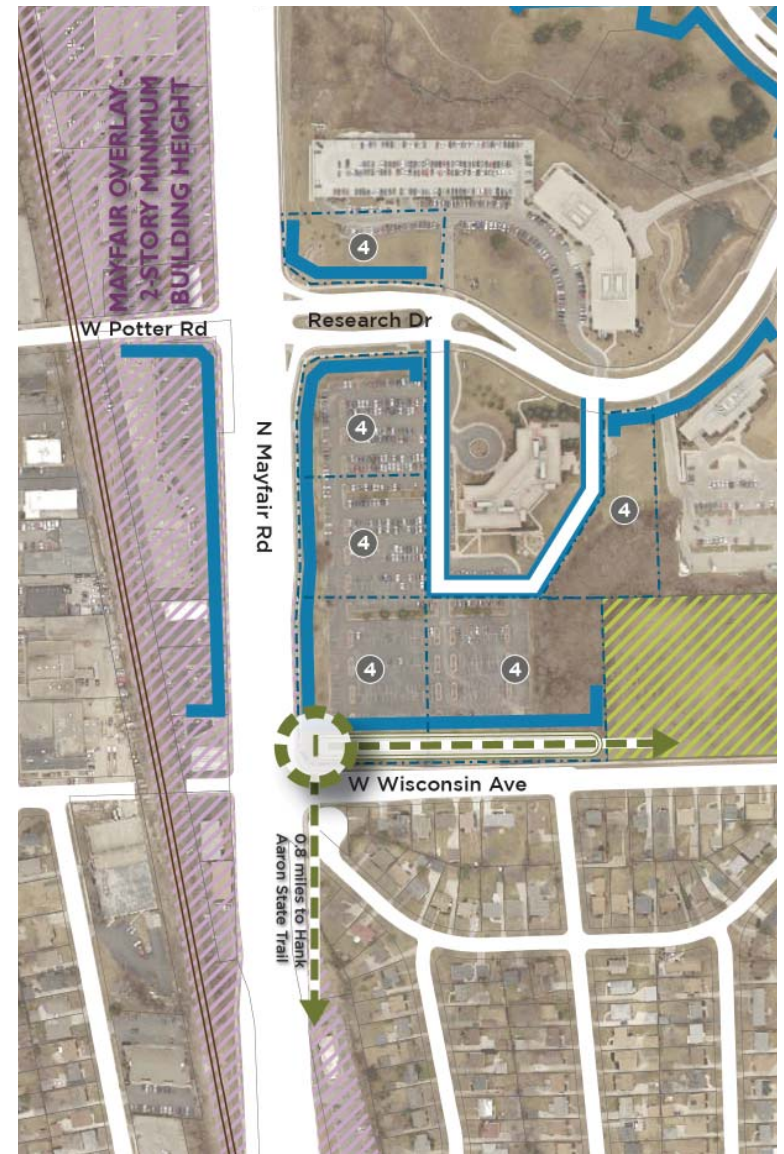 MAYFAIR OVERLAY -
2-STORY MINIMUM
BUILDING HEIGHT
4
W Potter Rd
Research Dr
N Mayfair Rd
4
4
4
4
4
W Wisconsin Ave
0.8 miles to Hank
Aaron State Trail